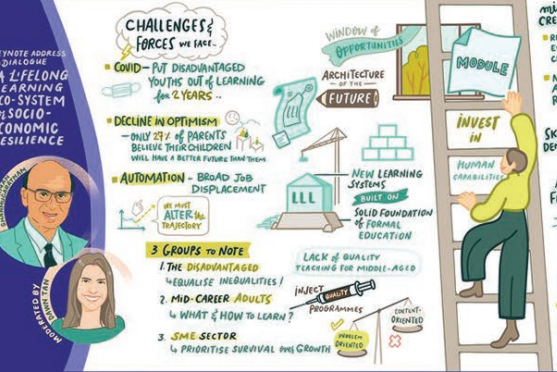 KEYNOTE ADDRESS
& DIALOGUE
A LIFELONG
LEARNING
ECO-SYSTEM
SOCIO-
ECONOMIC
RESILIENCE
MODERATED BY
DAWN TAN
CHALLENGES &
FORCES WE FACE...
COVID – PUT DISADVANTAGED
YOUTHS OUT OF LEARNING
for 2 YEARS..
DECLINE IN OPTIMISM
– ONLY 27% OF PARENTS
BELIEVE THEIR CHILDREN
WILL HAVE A BETTER FUTURE THAN THEM
AUTOMATION – BROAD JOB
DISPLACEMENT
WE MUST
ALTER the
TRAJECTORY
3 GROUPS TO NOTE
1. THE DISADVANTAGED
↳ EQUALISE INEQUALITIES!
2. MID-CAREER ADULTS
↳ WHAT & HOW TO LEARN?
3. SME SECTOR
↳ PRIORITISE SURVIVAL over GROWTH
WINDOW of
OPPORTUNITIES
ARCHITECTURE
OF the
FUTURE
LLL
LLL
NEW LEARNING
SYSTEMS
BUILT ON
SOLID FOUNDATION
of FORMAL
EDUCATION
LACK of QUALITY
TEACHING FOR MIDDLE-AGED
INJECT
QUALITY
PROGRAMMES
PROBLEM
ORIENTED
CONTENT-
ORIENTED
MODULE
INVEST
IN
HUMAN
CAPABILITIES